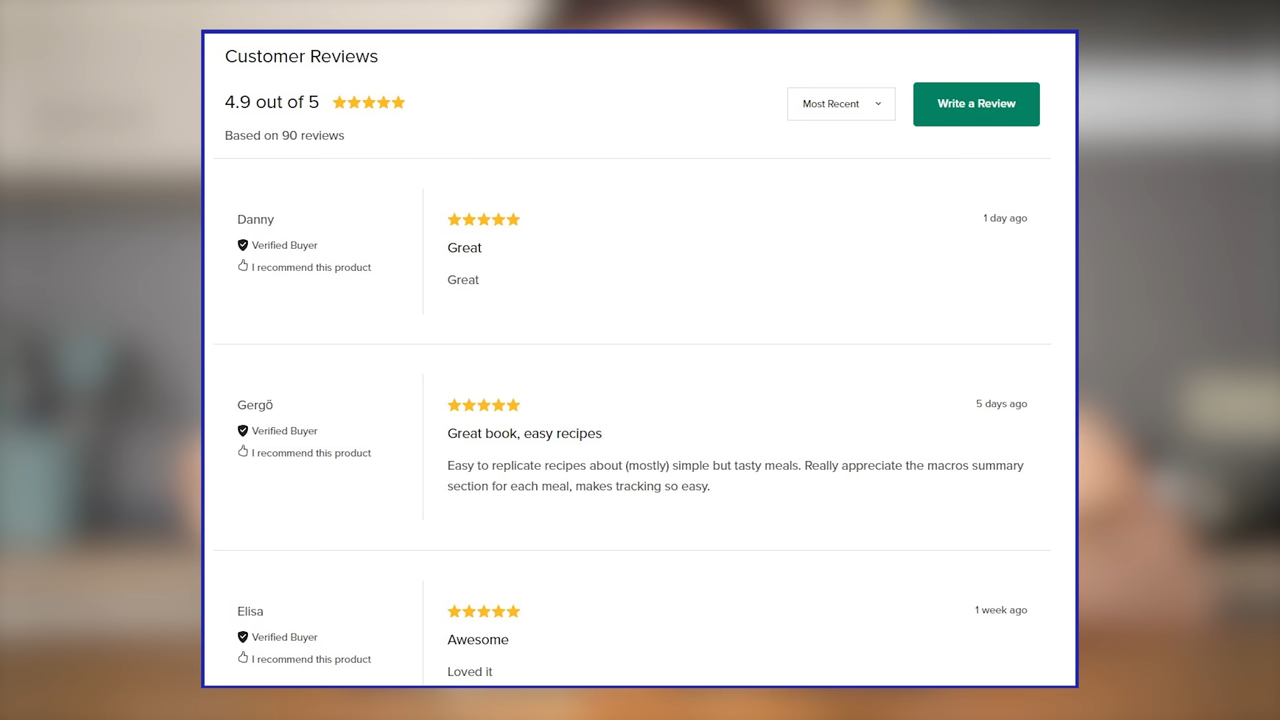 Customer Reviews
4.9 out of 5
Most Recent
Write a Review
Based on 90 reviews
Danny
1 day ago
Verified Buyer
Great
I recommend this product
Great
Gergő
5 days ago
Verified Buyer
Great book, easy recipes
I recommend this product
Easy to replicate recipes about (mostly) simple but tasty meals. Really appreciate the macros summary
section for each meal, makes tracking so easy.
Elisa
1 week ago
Verified Buyer
Awesome
I recommend this product
Loved it